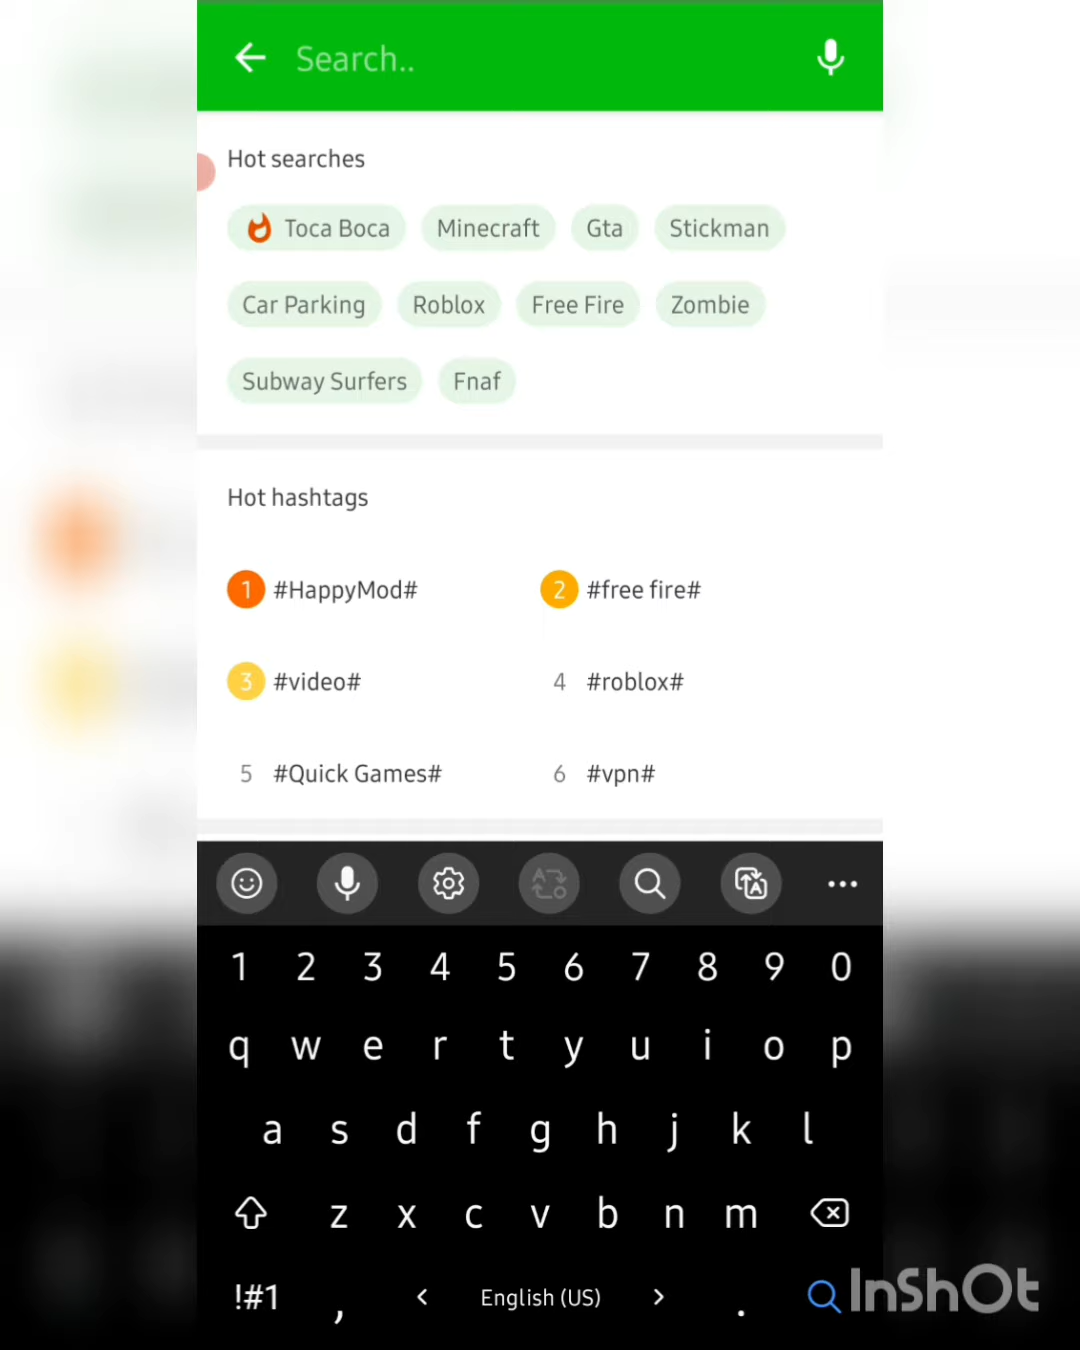 Search..
Hot searches
Toca Boca Minecraft Gta Stickman
Car Parking Roblox Free Fire Zombie
Subway Surfers Fnaf
Hot hashtags
1 #HappyMod# 2 #free fire#
3 #video# 4 #roblox#
5 #Quick Games# 6 #vpn#
1 2 3 4 5 6 7 8 9 0
q w e r t y u i o p
a s d f g h j k l
z x c v b n m
!#1 , < English (US) > .
InShOt